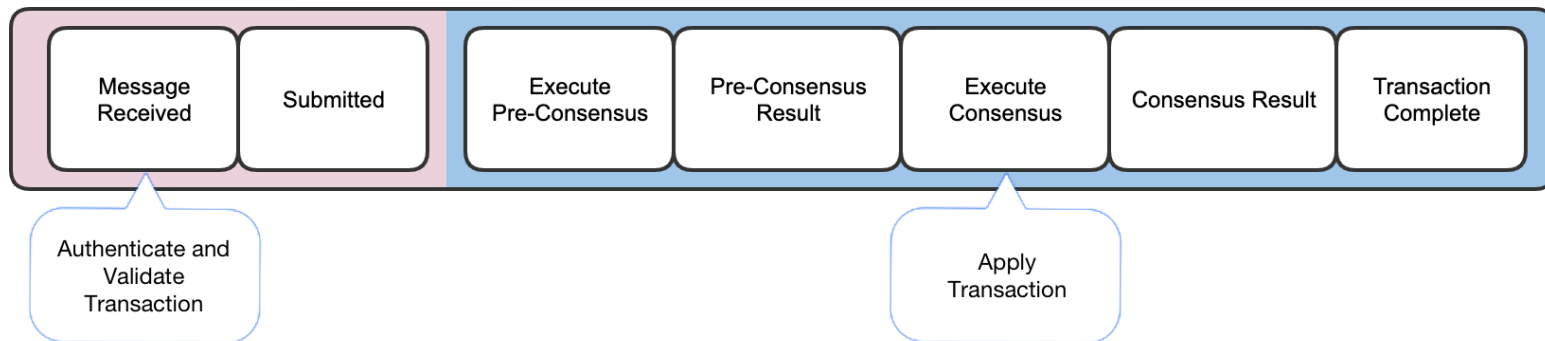 Message
Received
Submitted
Execute
Pre-Consensus
Pre-Consensus
Result
Execute
Consensus
Consensus Result
Transaction
Complete
Authenticate and
Validate
Transaction
Apply
Transaction